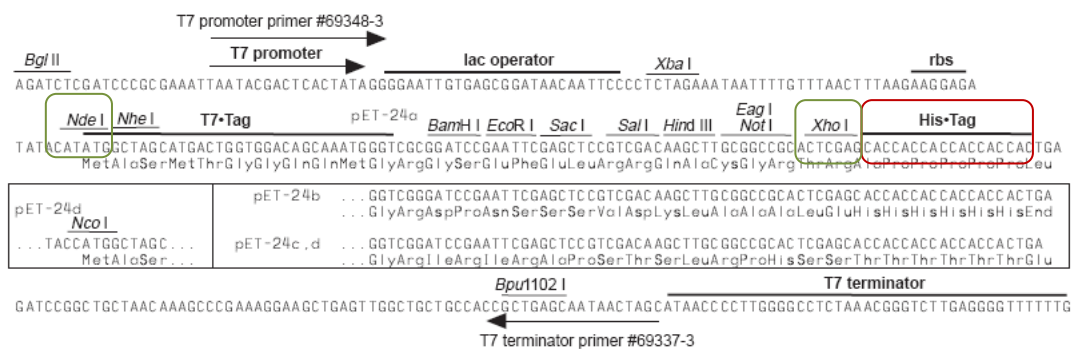 T7 promoter primer #69348-3
Bgl II T7 promoter lac operator Xba I rbs
AGATCTCGATCCCGCGAAATTAATACGACTCACTATAGGGGAATTGTGAGCGGATAACAATTCCCCTCTAGAAATAATTTTGTTTAACTTTAAGAAGGAGA
Nde I Nhe I T7•Tag pET-24a BamH I EcoR I Sac I Sal I Hind III Eag I Not I Xho I His•Tag
TATACATATGGCTAGCATGACTGGTGGACAGCAAATGGGTCGCGGATCCGAATTCGAGCTCCGTCGACAAGCTTGCGGCCGCACTCGAGCACCACCACCACCACCACTGA
MetAlaSerMetThrGlyGlyGlnGlnMetGlyArgGlySerGluPheGluLeuArgArgGlnAlaCysGlyArgThrArgAlaProProProProProLeu
pET-24b ...GGTCGGGATCCGAATTCGAGCTCCGTCGACAAGCTTGCGGCCGCACTCGAGCACCACCACCACCACCACTGA
GlyArgAspProAsnSerSerSerValAspLysLeuAlaAlaAlaLeuGluHisHisHisHisHisHisEnd
pET-24d
Nco I
...TACCATGGCTAGC...
MetAlaSer...
pET-24c,d ...GGTCGGATCCGAATTCGAGCTCCGTCGACAAGCTTGCGGCCGCACTCGAGCACCACCACCACCACCACTGA
GlyArgIleArgIleArgAlaProSerThrSerLeuArgProHisSerSerThrThrThrThrThrGlu
Bpu1102 I T7 terminator
GATCCGGCTGCTAACAAAGCCCGAAAGGAAGCTGAGTTGGCTGCTGCCACCGCTGAGCAATAACTAGCATAACCCCTTGGGGCCTCTAAACGGGTCTTGAGGGGTTTTTTG
T7 terminator primer #69337-3